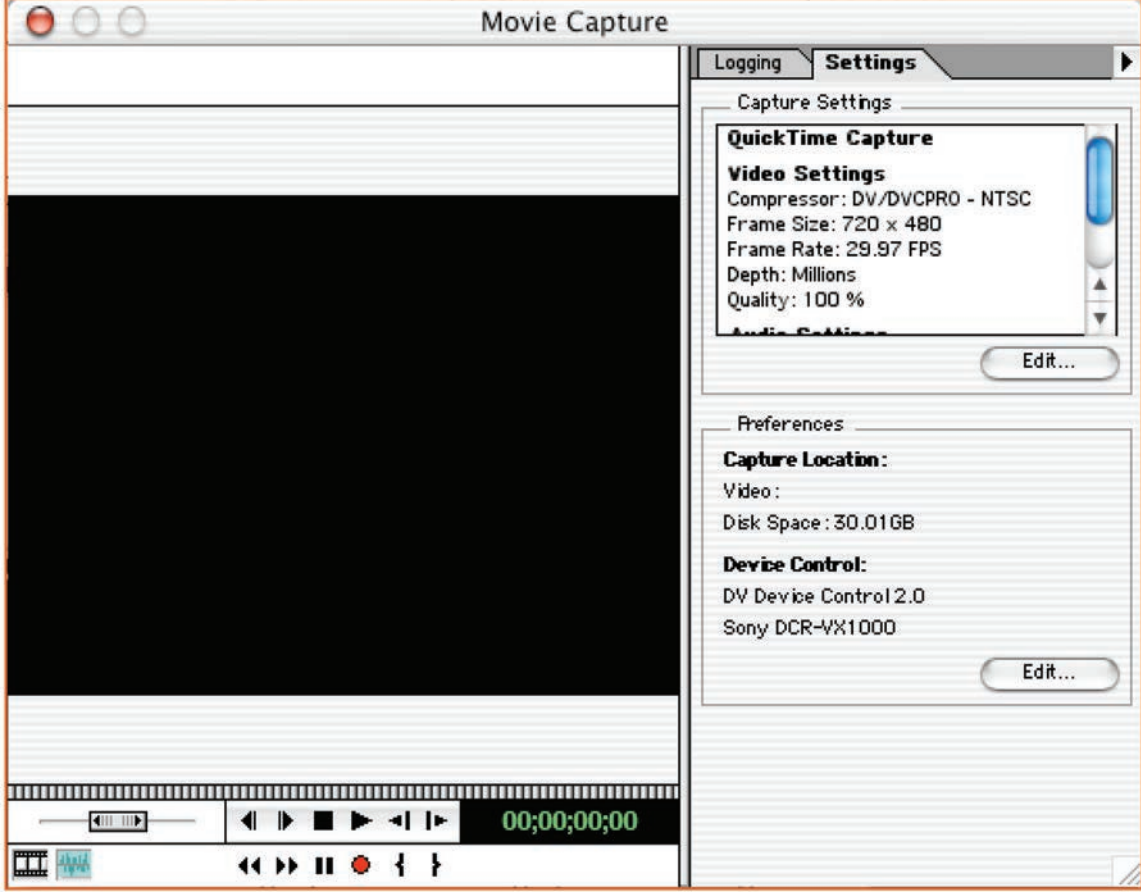 Movie Capture
Logging
Settings
Capture Settings
QuickTime Capture
Video Settings
Compressor: DV/DVCPRO - NTSC
Frame Size: 720 x 480
Frame Rate: 29.97 FPS
Depth: Millions
Quality: 100 %
Audio Settings
Edit...
Preferences
Capture Location:
Video:
Disk Space: 30.01GB
Device Control:
DV Device Control 2.0
Sony DCR-VX1000
Edit...
00;00;00;00